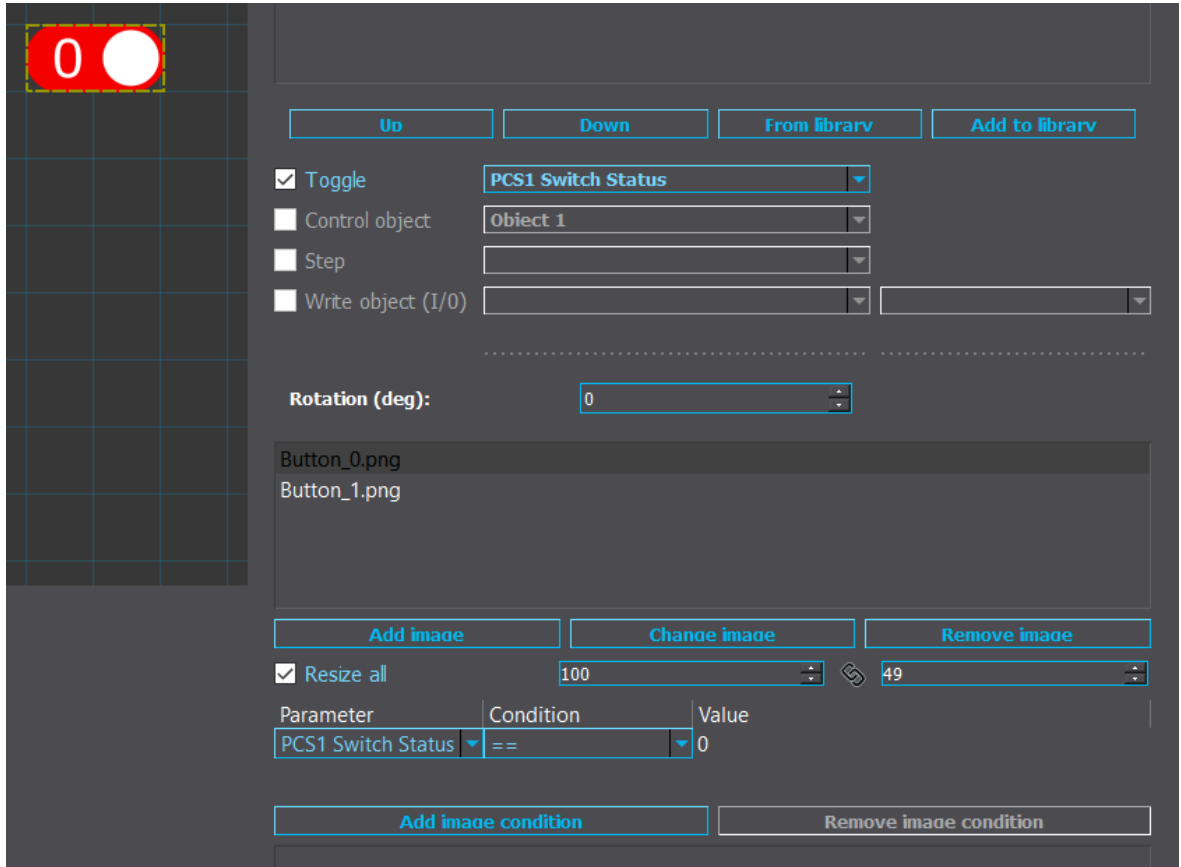 0
Up Down From library Add to library
Toggle PCS1 Switch Status
Control object Object 1
Step
Write object (I/0)
Rotation (deg): 0
Button_0.png
Button_1.png
Add image Change image Remove image
Resize all 100 49
Parameter Condition Value
PCS1 Switch Status == 0
Add image condition Remove image condition